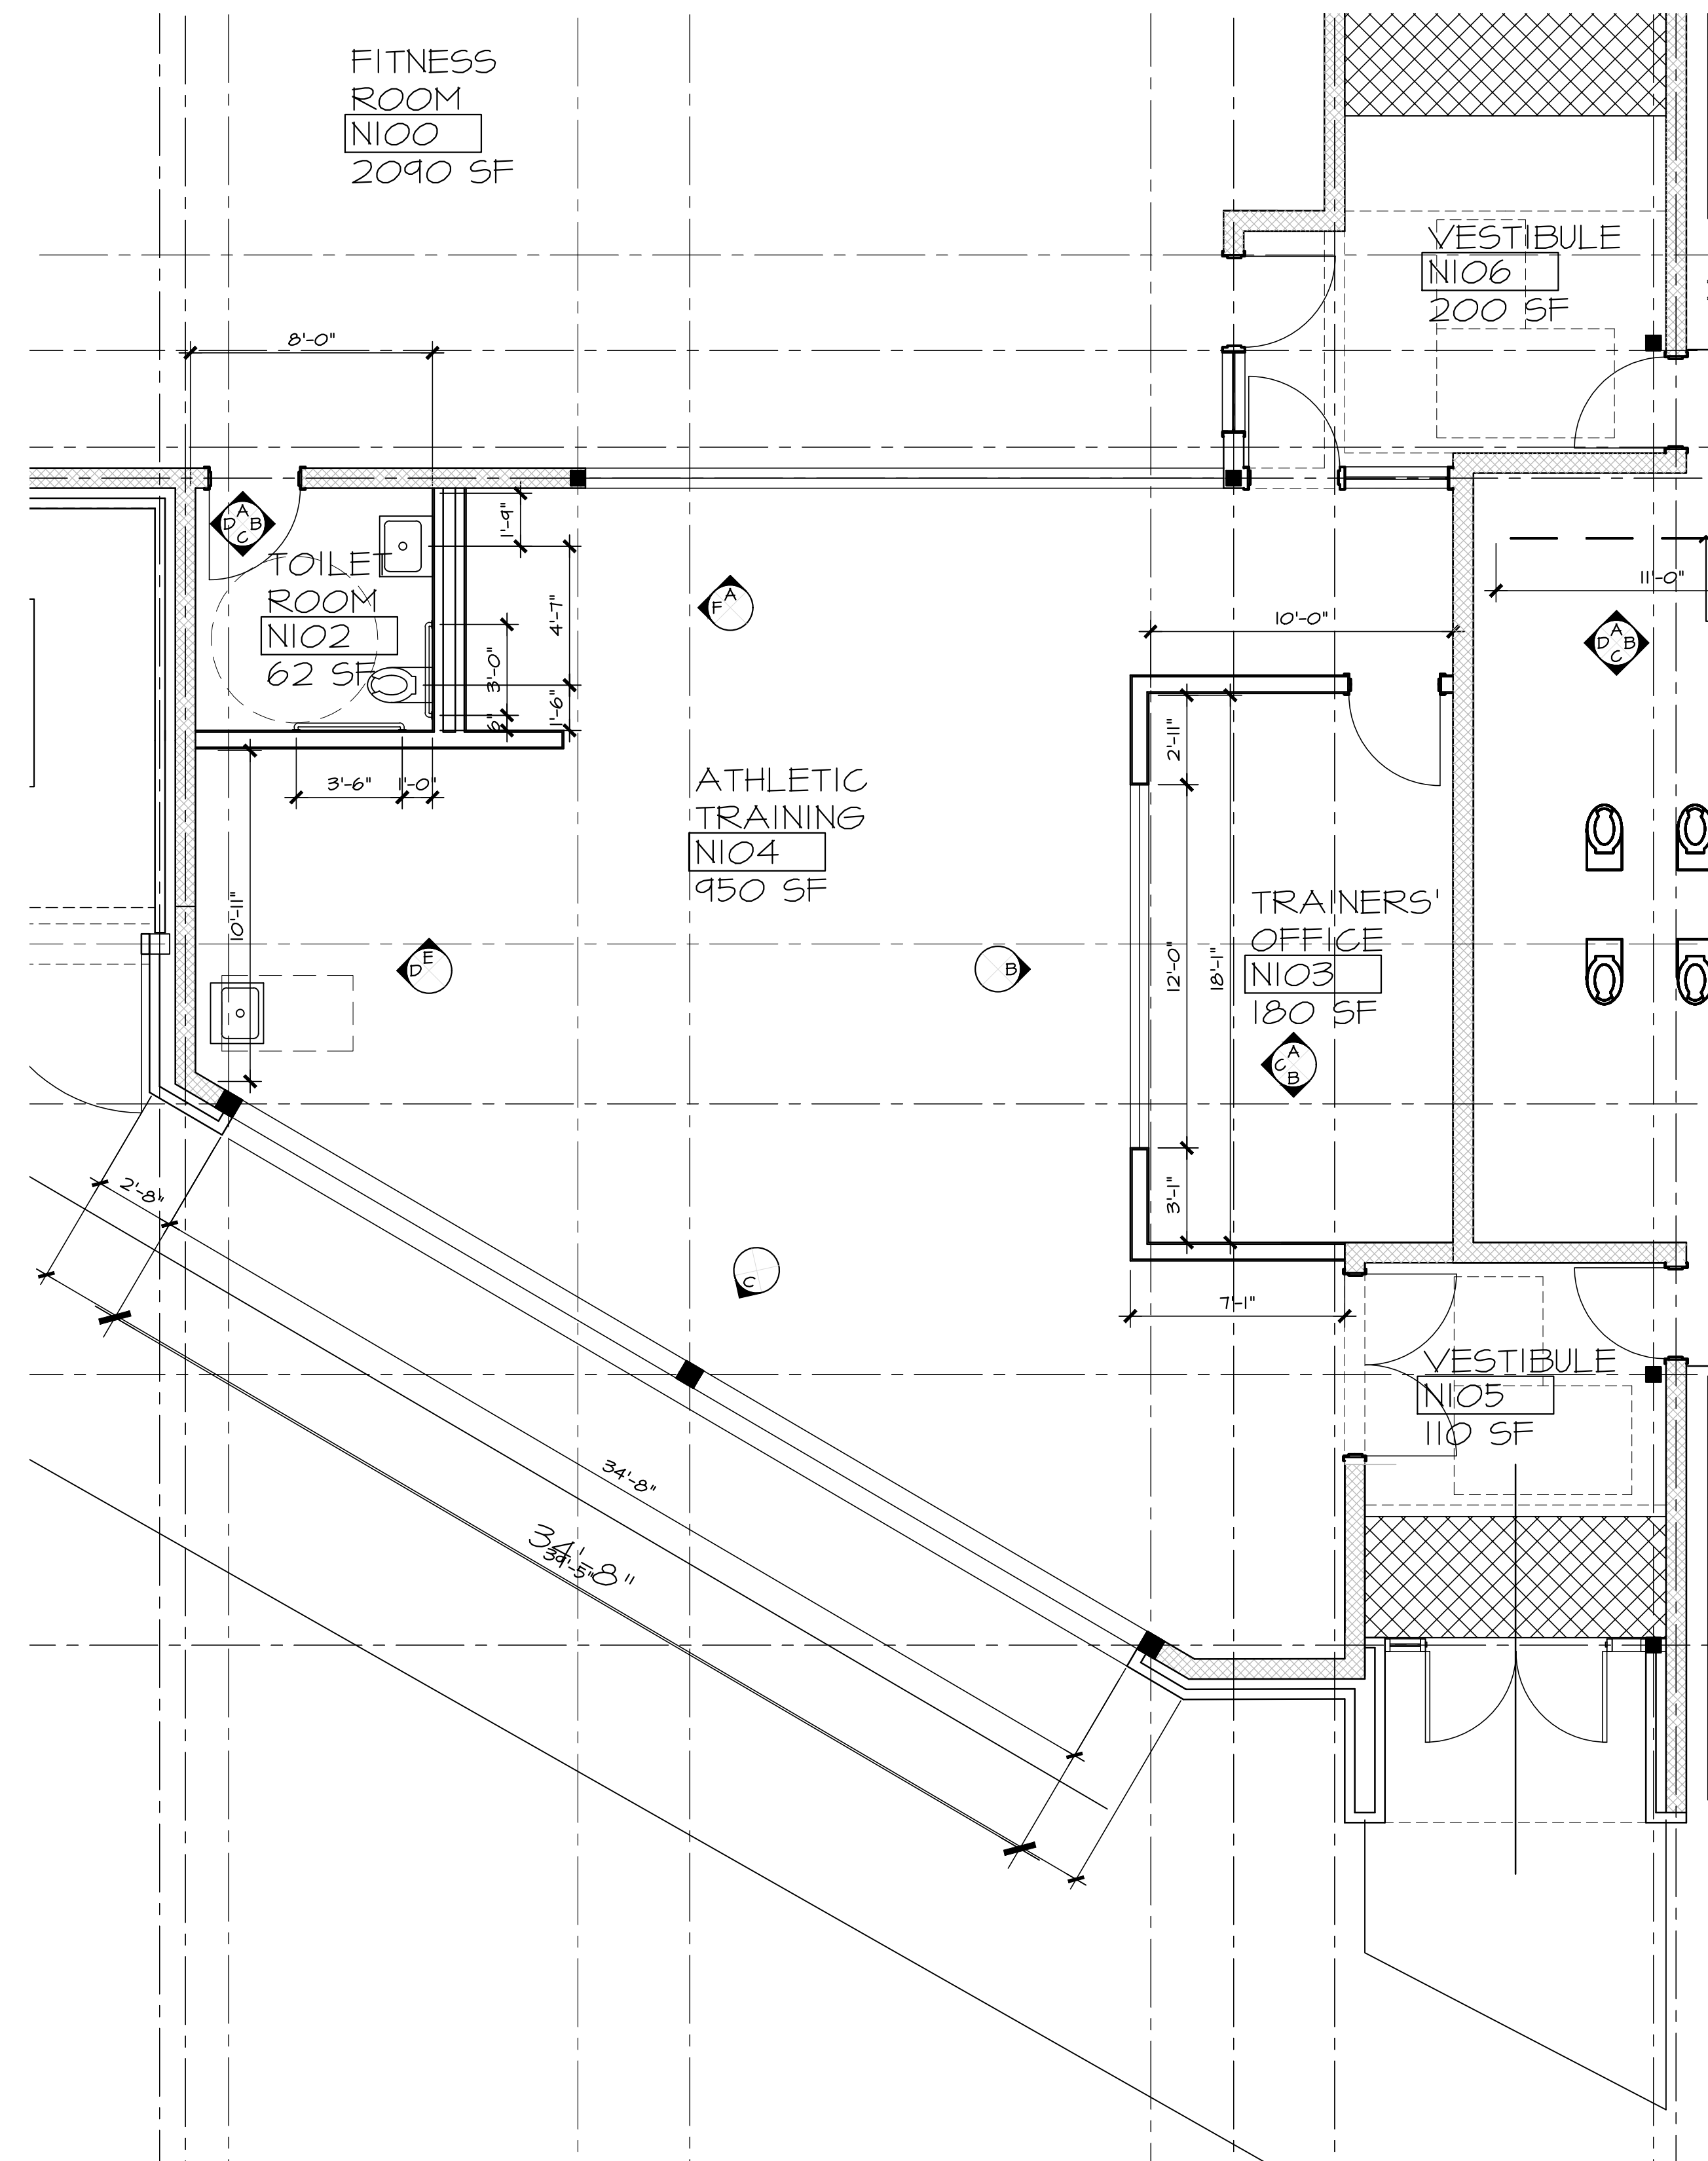 FITNESS
ROOM
N100
2090 SF
VESTIBULE
N106
200 SF
8'-0"
A
D B
C
TOILET
ROOM
N102
62 SF
1'-9"
4'-7"
3'-0"
1'-6"
6"
3'-6" 1'-0"
10'-11"
A
F
10'-0"
11'-0"
A
D B
C
2'-11"
ATHLETIC
TRAINING
N104
950 SF
TRAINERS'
OFFICE
N103
180 SF
12'-0"
18'-1"
E
D
B
A
C
B
3'-1"
2'-8"
C
7'-1"
VESTIBULE
N105
110 SF
34'-8"
34'-8"
39'-5"